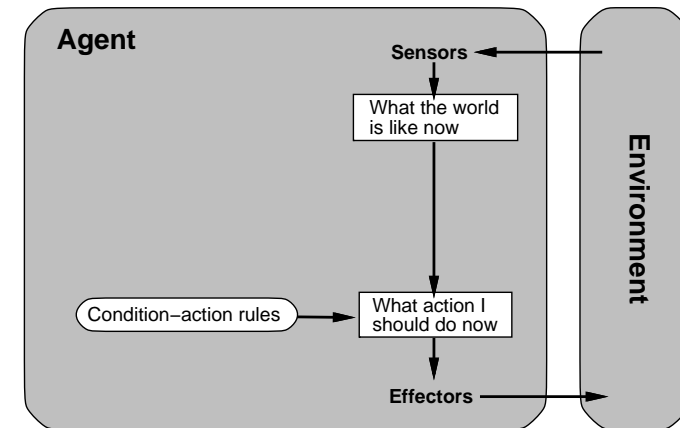 Agent
Sensors
What the world
is like now
Environment
Condition−action rules
What action I
should do now
Effectors